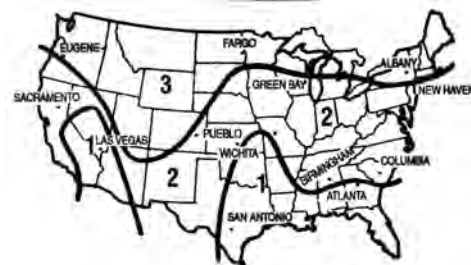 EUGENE
FARGO
ALBANY
3
GREEN BAY
NEW HAVEN
SACRAMENTO
2
1
LAS VEGAS
PUEBLO
WICHITA
BIRMINGHAM
COLUMBIA
2
1
ATLANTA
SAN ANTONIO